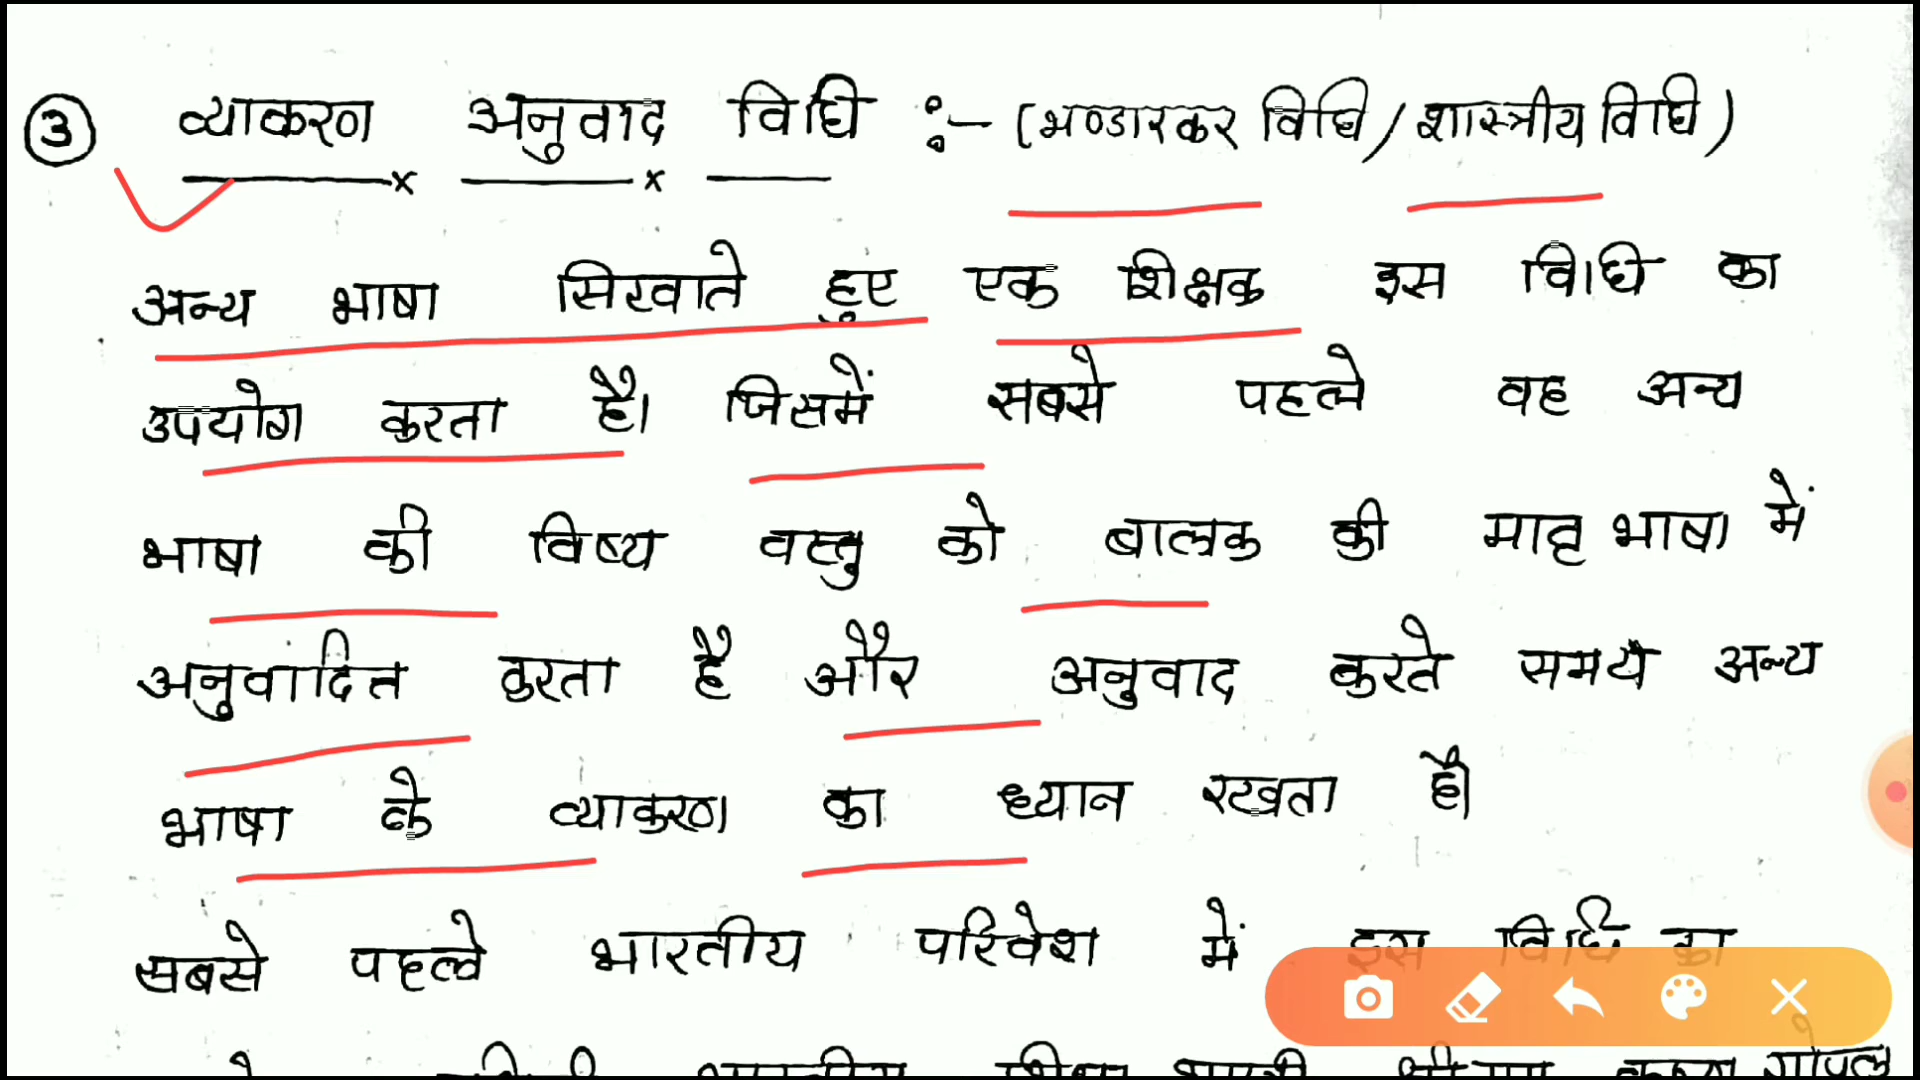 ③ व्याकरण अनुवाद विधि :- (भण्डारकर विधि / शास्त्रीय विधि)
अन्य भाषा सिखाते हुए एक शिक्षक इस विधि का
उपयोग करता है। जिसमें सबसे पहले वह अन्य
भाषा की विष्य वस्तु को बालक की मातृ भाषा में
अनुवादित करता है और अनुवाद करते समय अन्य
भाषा के व्याकरण का ध्यान रखता है।
सबसे पहले भारतीय परिवेश में इस विधि का